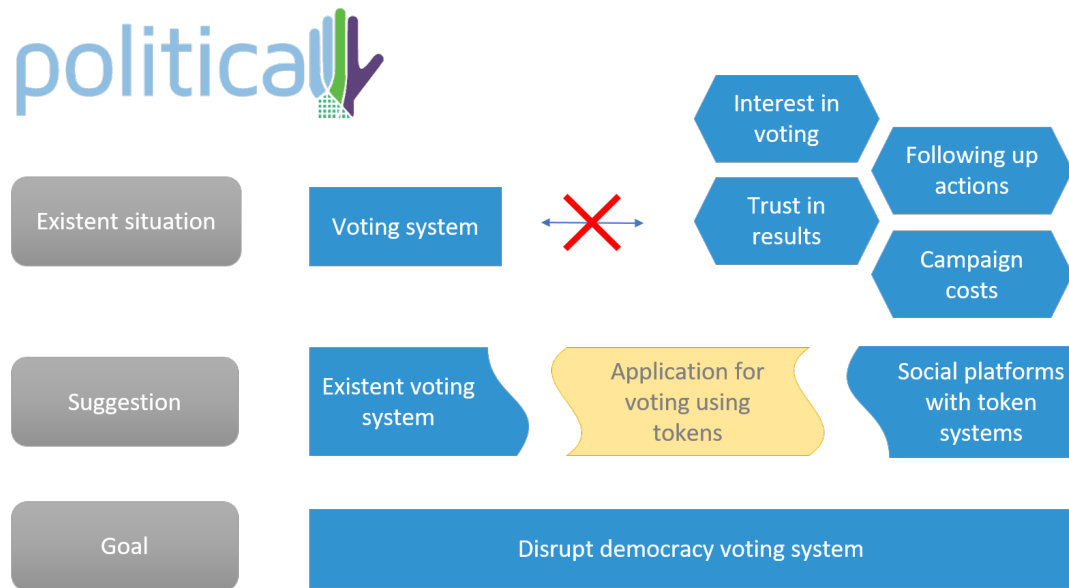 politically
Interest in
voting
Following up
actions
Existent situation
Voting system
Trust in
results
Campaign
costs
Suggestion
Existent voting
system
Application for
voting using
tokens
Social platforms
with token
systems
Goal
Disrupt democracy voting system